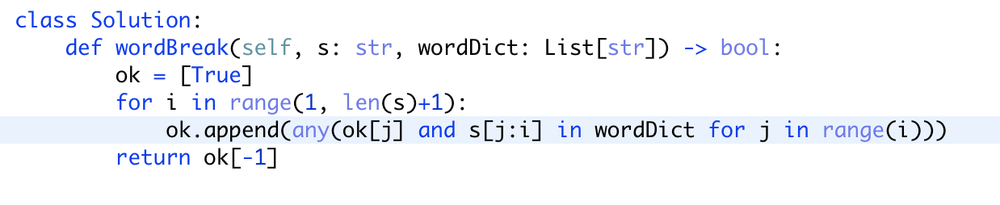 class Solution:
    def wordBreak(self, s: str, wordDict: List[str]) -> bool:
        ok = [True]
        for i in range(1, len(s)+1):
            ok.append(any(ok[j] and s[j:i] in wordDict for j in range(i)))
        return ok[-1]